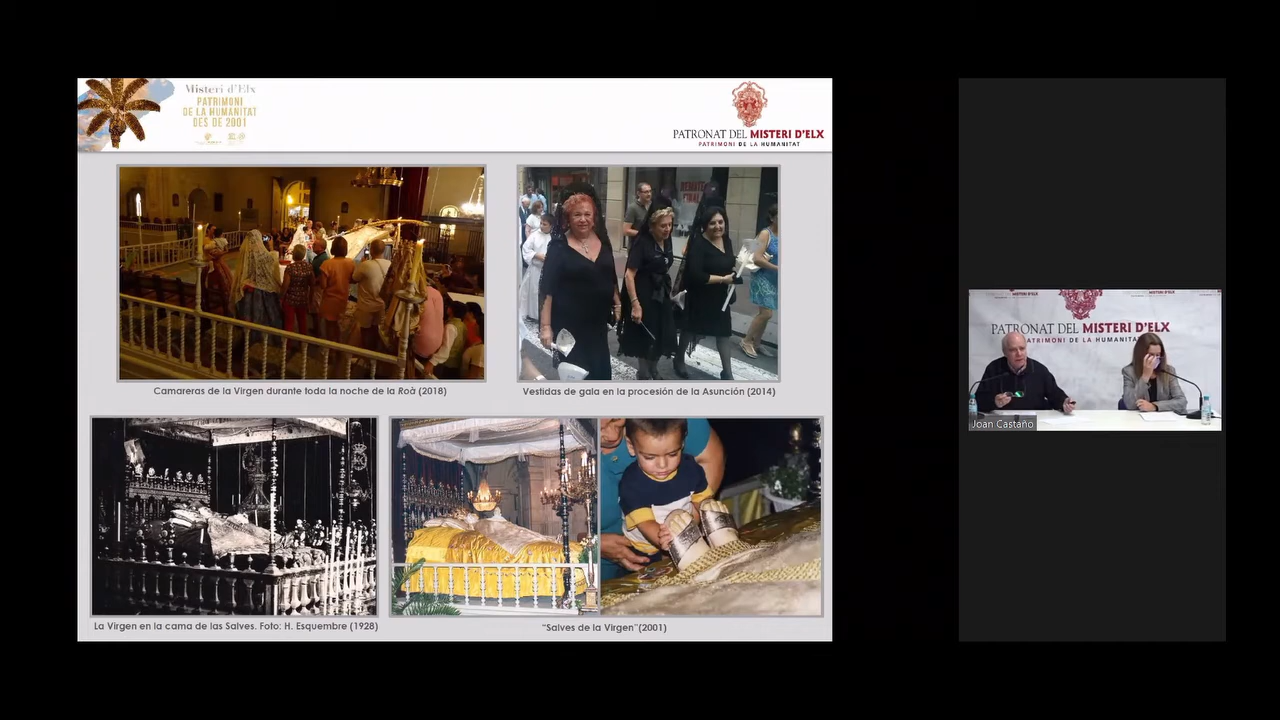 Misteri d'Elx
PATRIMONI
DE LA HUMANITAT
DES DE 2001
PATRONAT DEL MISTERI D'ELX
PATRIMONI DE LA HUMANITAT
Camareras de la Virgen durante toda la noche de la Roà (2018)
Vestidas de gala en la procesión de la Asunción (2014)
La Virgen en la cama de las Salves. Foto: H. Esquembre (1928)
"Salves de la Virgen"(2001)
MISTERI D'ELX
PATRONAT DEL MISTERI D'ELX
PATRIMONI DE LA HUMANITAT
Joan Castaño